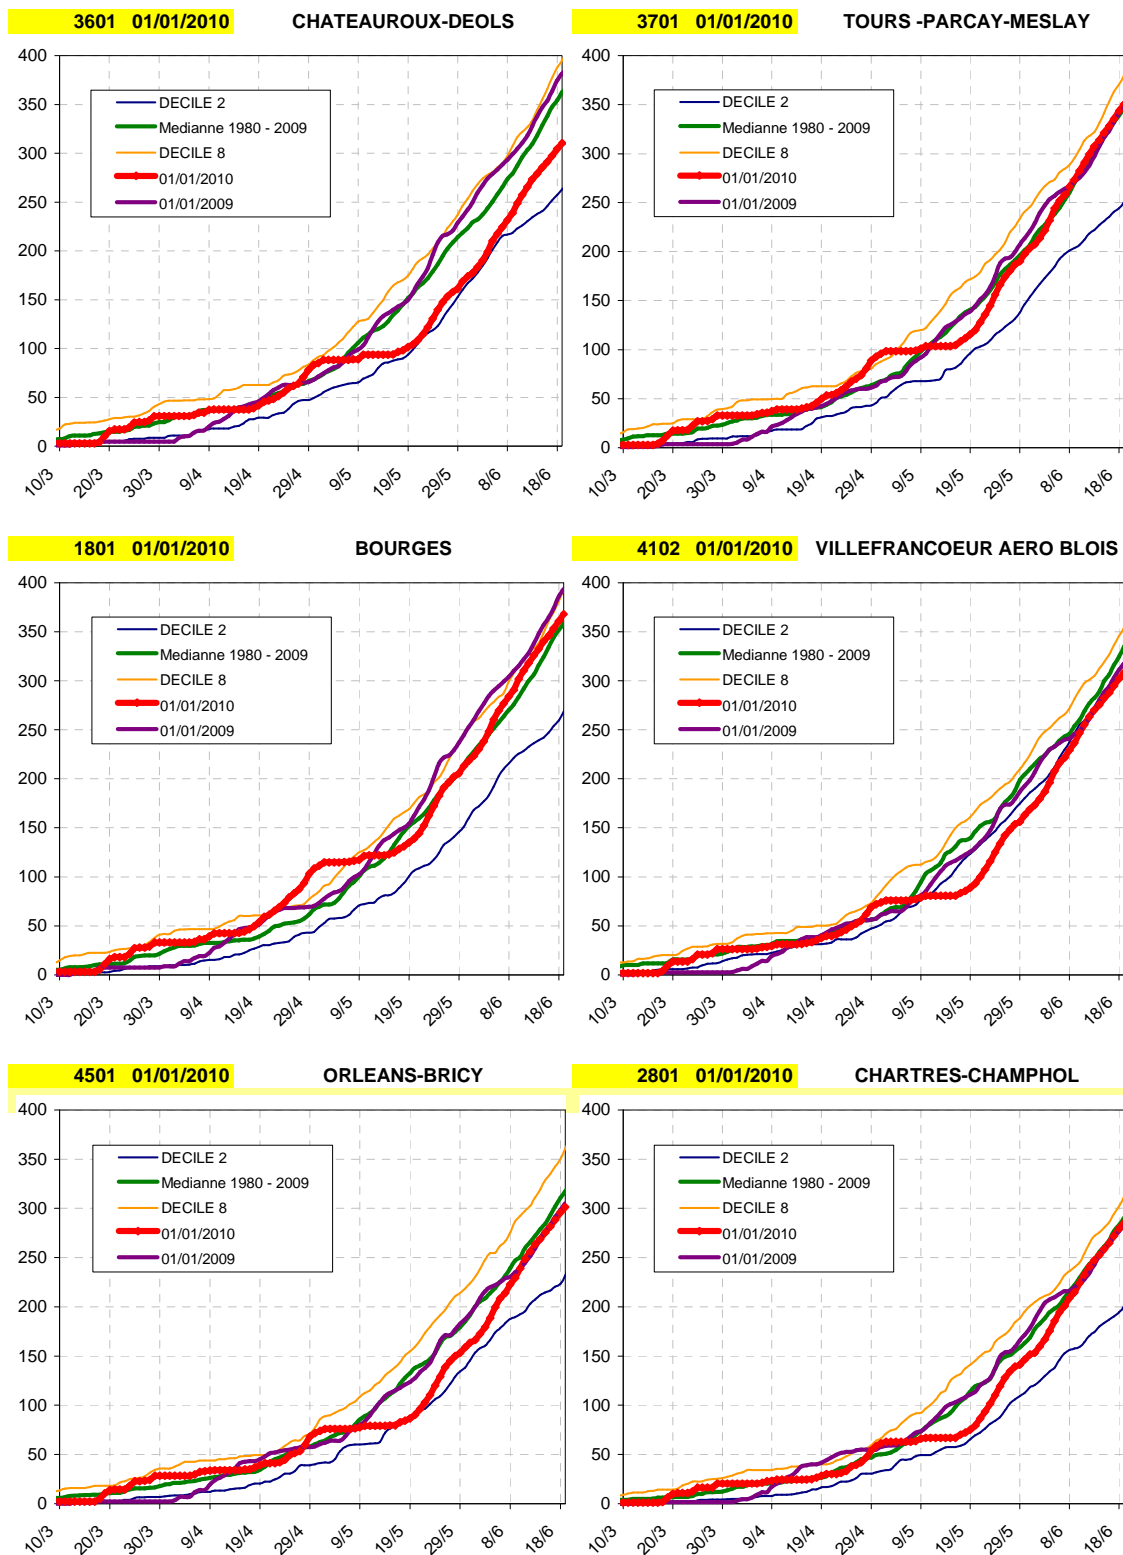 3601 01/01/2010 CHATEAUROUX-DEOLS
400
350
300
250
200
150
100
50
0
DECILE 2
Medianne 1980 - 2009
DECILE 8
01/01/2010
01/01/2009
10/3 20/3 30/3 9/4 19/4 29/4 9/5 19/5 29/5 8/6 18/6
3701 01/01/2010 TOURS -PARCAY-MESLAY
400
350
300
250
200
150
100
50
0
DECILE 2
Medianne 1980 - 2009
DECILE 8
01/01/2010
01/01/2009
10/3 20/3 30/3 9/4 19/4 29/4 9/5 19/5 29/5 8/6 18/6
1801 01/01/2010 BOURGES
400
350
300
250
200
150
100
50
0
DECILE 2
Medianne 1980 - 2009
DECILE 8
01/01/2010
01/01/2009
10/3 20/3 30/3 9/4 19/4 29/4 9/5 19/5 29/5 8/6 18/6
4102 01/01/2010 VILLEFRANCOEUR AERO BLOIS
400
350
300
250
200
150
100
50
0
DECILE 2
Medianne 1980 - 2009
DECILE 8
01/01/2010
01/01/2009
10/3 20/3 30/3 9/4 19/4 29/4 9/5 19/5 29/5 8/6 18/6
4501 01/01/2010 ORLEANS-BRICY
400
350
300
250
200
150
100
50
0
DECILE 2
Medianne 1980 - 2009
DECILE 8
01/01/2010
01/01/2009
10/3 20/3 30/3 9/4 19/4 29/4 9/5 19/5 29/5 8/6 18/6
2801 01/01/2010 CHARTRES-CHAMPHOL
400
350
300
250
200
150
100
50
0
DECILE 2
Medianne 1980 - 2009
DECILE 8
01/01/2010
01/01/2009
10/3 20/3 30/3 9/4 19/4 29/4 9/5 19/5 29/5 8/6 18/6